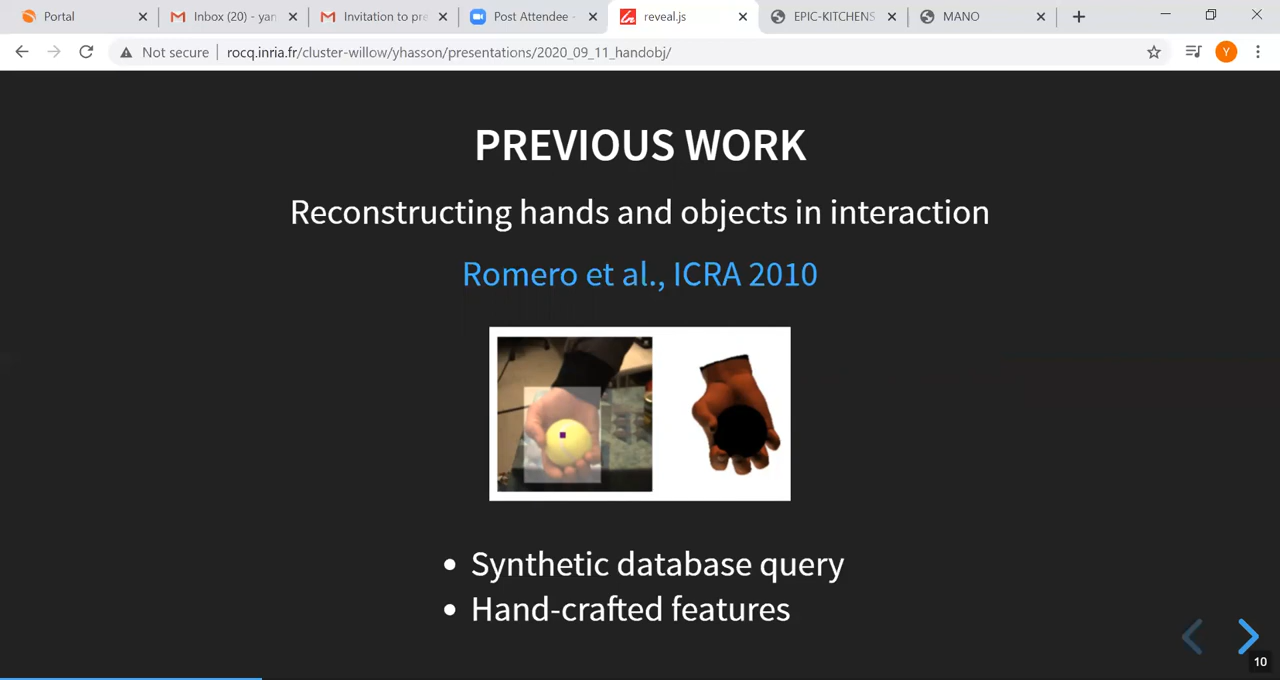 Portal
Inbox (20) - yan
Invitation to pre
Post Attendee -
reveal.js
EPIC-KITCHENS
MANO
Not secure
rocq.inria.fr/cluster-willow/yhasson/presentations/2020_09_11_handobj/
Y
PREVIOUS WORK
Reconstructing hands and objects in interaction
Romero et al., ICRA 2010
• Synthetic database query
• Hand-crafted features
10